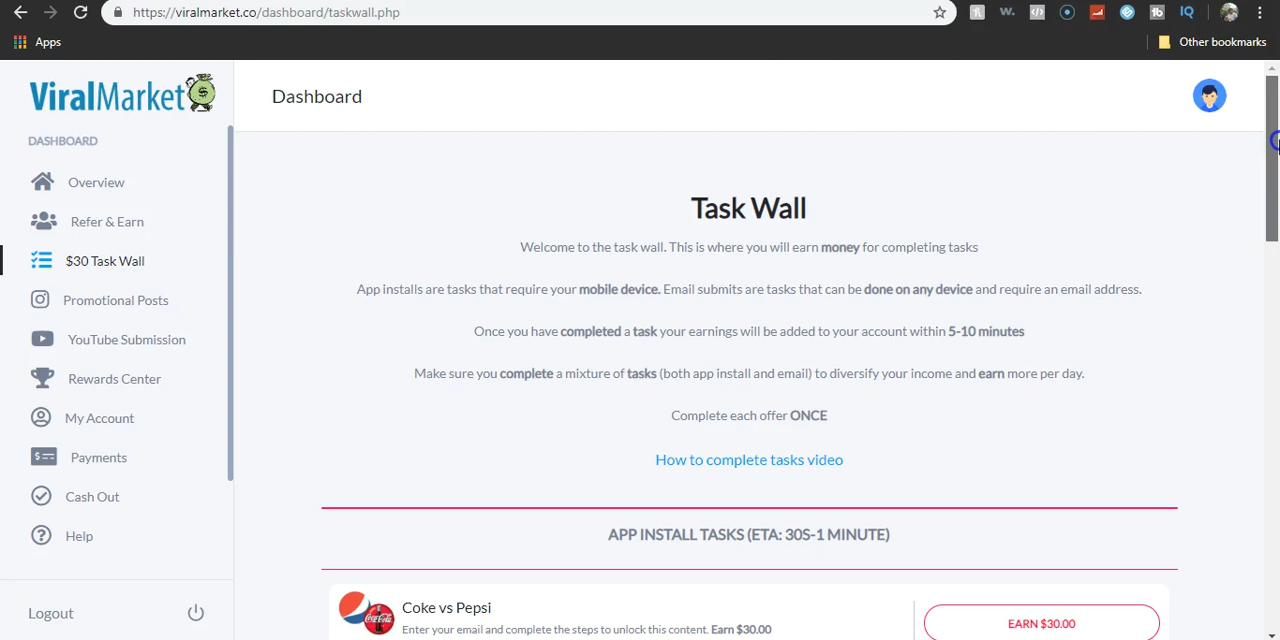 https://viralmarket.co/dashboard/taskwall.php
Apps
Other bookmarks
ViralMarket
Dashboard
DASHBOARD
Overview
Refer & Earn
$30 Task Wall
Promotional Posts
YouTube Submission
Rewards Center
My Account
Payments
Cash Out
Help
Logout
Task Wall
Welcome to the task wall. This is where you will earn money for completing tasks
App installs are tasks that require your mobile device. Email submits are tasks that can be done on any device and require an email address.
Once you have completed a task your earnings will be added to your account within 5-10 minutes
Make sure you complete a mixture of tasks (both app install and email) to diversify your income and earn more per day.
Complete each offer ONCE
How to complete tasks video
APP INSTALL TASKS (ETA: 30S-1 MINUTE)
Coke vs Pepsi
Enter your email and complete the steps to unlock this content. Earn $30.00
EARN $30.00